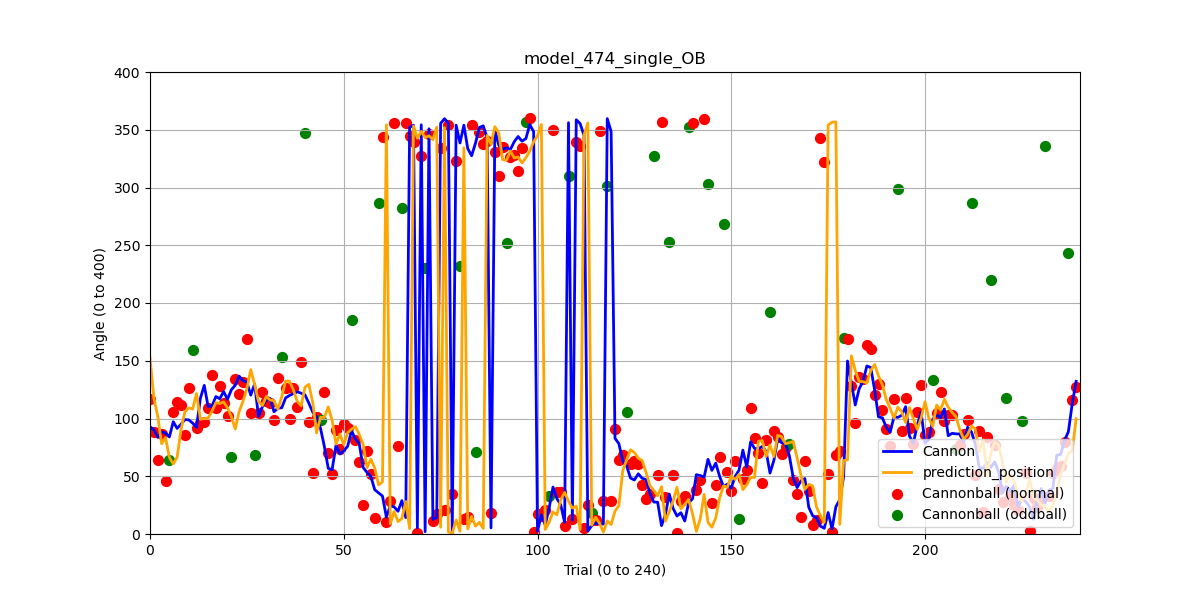 model_474_single_OB
400
350
300
250
200
150
100
50
0
Angle (0 to 400)
0 50 100 150 200
Trial (0 to 240)
Cannon
prediction_position
Cannonball (normal)
Cannonball (oddball)